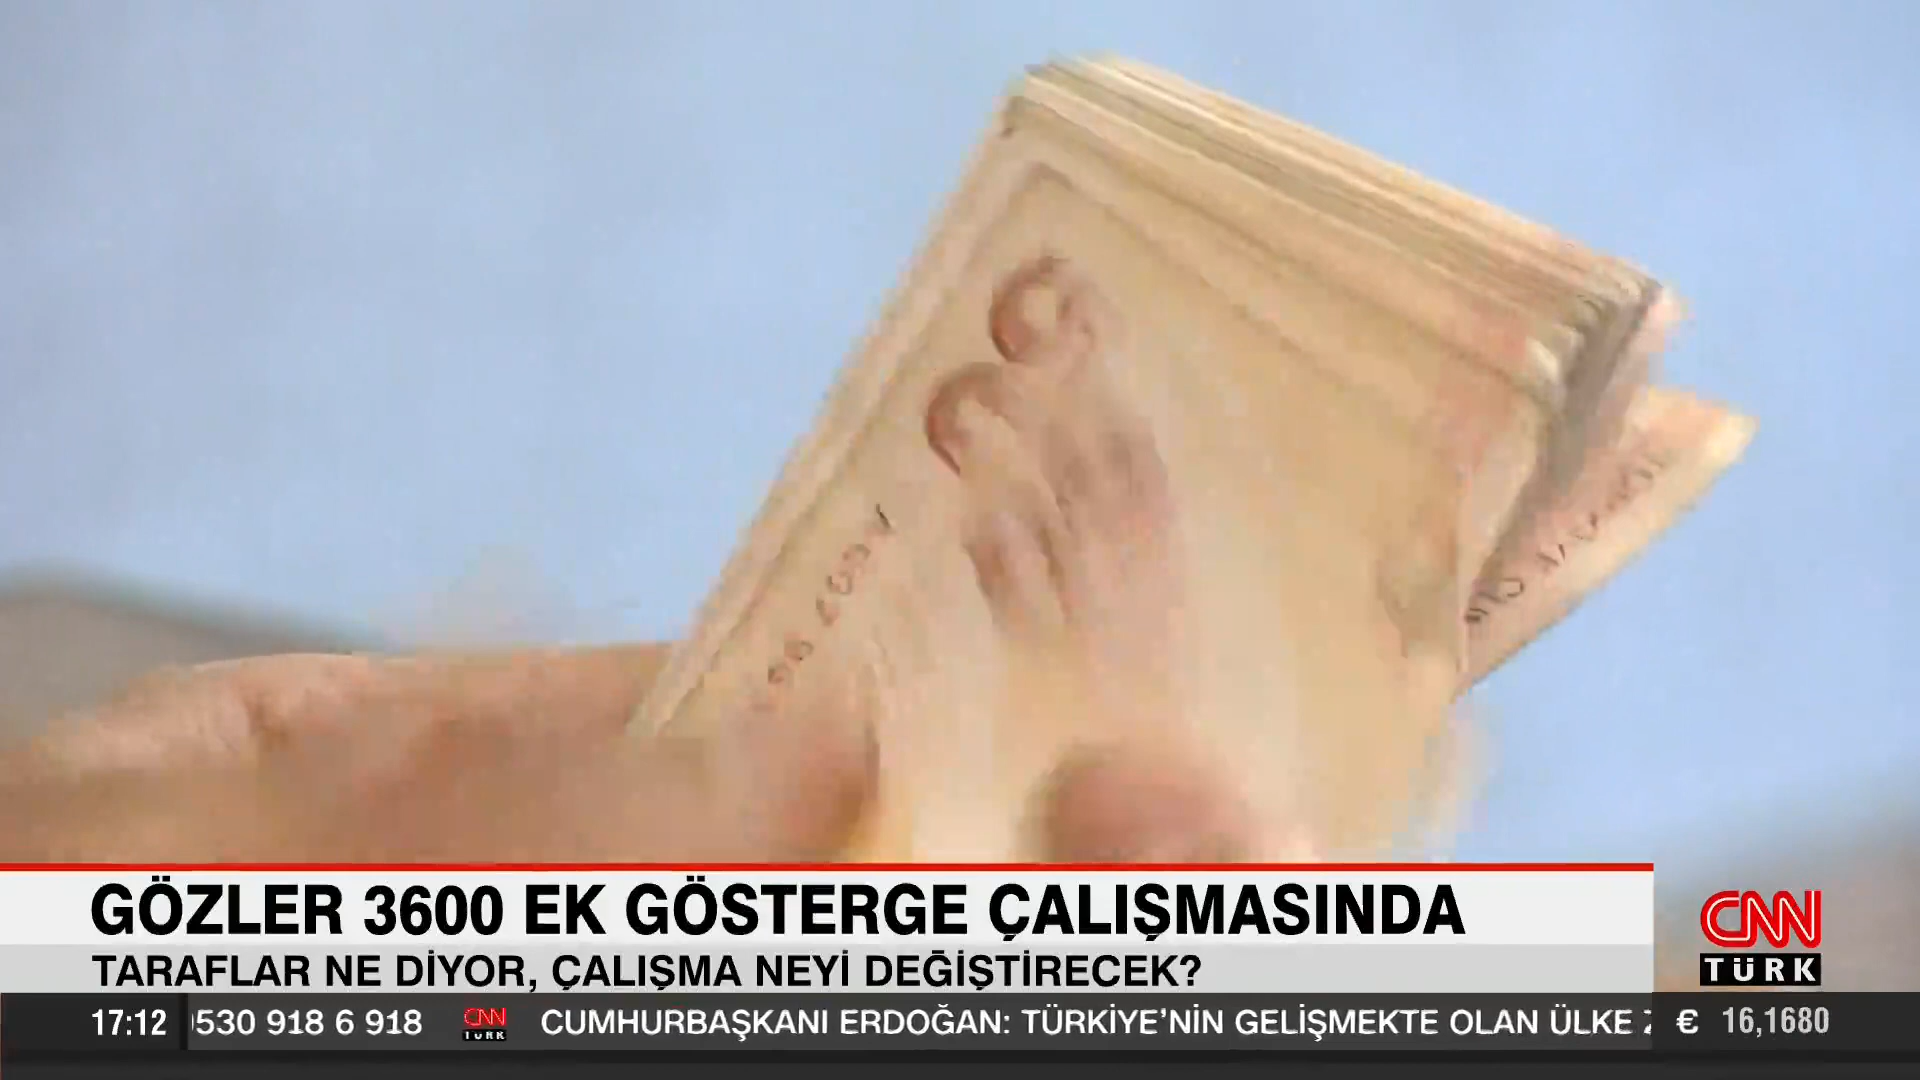 GÖZLER 3600 EK GÖSTERGE ÇALIŞMASINDA
TARAFLAR NE DİYOR, ÇALIŞMA NEYİ DEĞİŞTİRECEK?
CNN
TÜRK
17:12
530 918 6 918
CNN
TÜRK
CUMHURBAŞKANI ERDOĞAN: TÜRKİYE'NİN GELİŞMEKTE OLAN ÜLKE
€ 16,1680